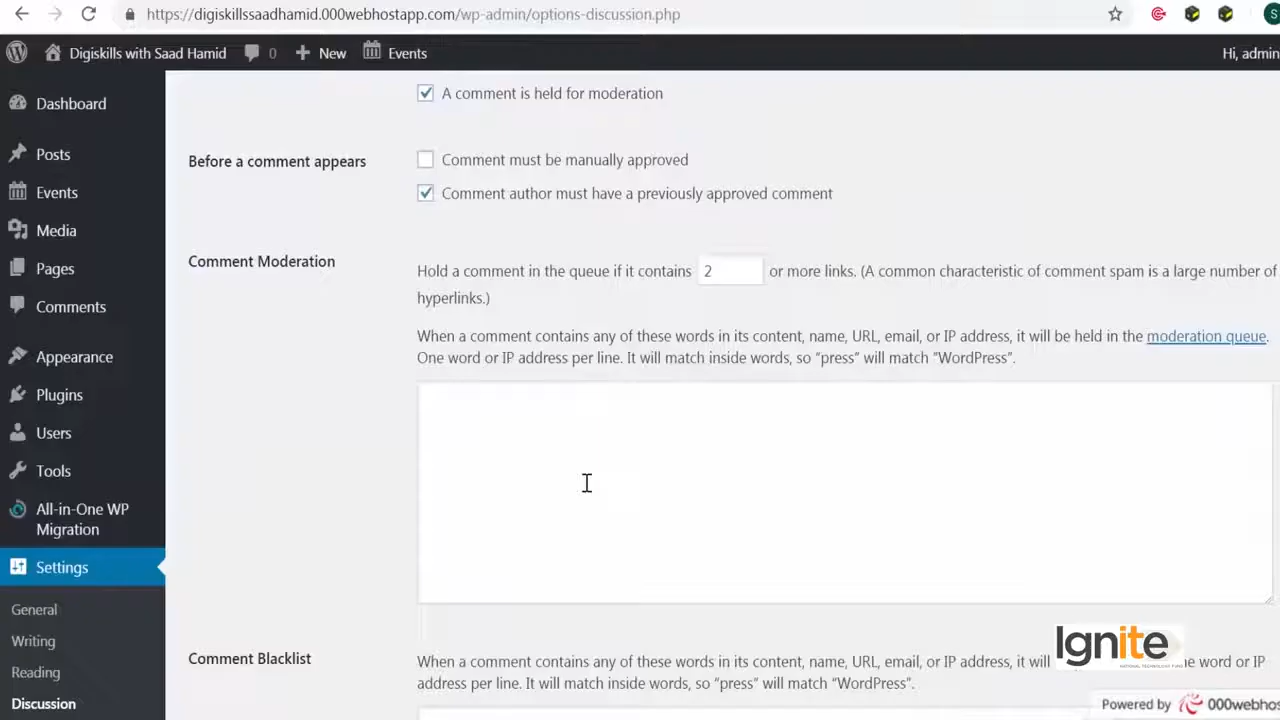 https://digiskillssaadhamid.000webhostapp.com/wp-admin/options-discussion.php
S
Digiskills with Saad Hamid
0
New
Events
Hi, admin
Dashboard
Posts
Events
Media
Pages
Comments
Appearance
Plugins
Users
Tools
All-in-One WP
Migration
Settings
General
Writing
Reading
Discussion
A comment is held for moderation
Before a comment appears
Comment must be manually approved
Comment author must have a previously approved comment
Comment Moderation
Hold a comment in the queue if it contains 2 or more links. (A common characteristic of comment spam is a large number of
hyperlinks.)
When a comment contains any of these words in its content, name, URL, email, or IP address, it will be held in the moderation queue.
One word or IP address per line. It will match inside words, so “press” will match “WordPress”.
Comment Blacklist
When a comment contains any of these words in its content, name, URL, email, or IP address, it will
word or IP
address per line. It will match inside words, so “press” will match “WordPress”.
Ignite
NATIONAL TECHNOLOGY FUND
Powered by 000webhos